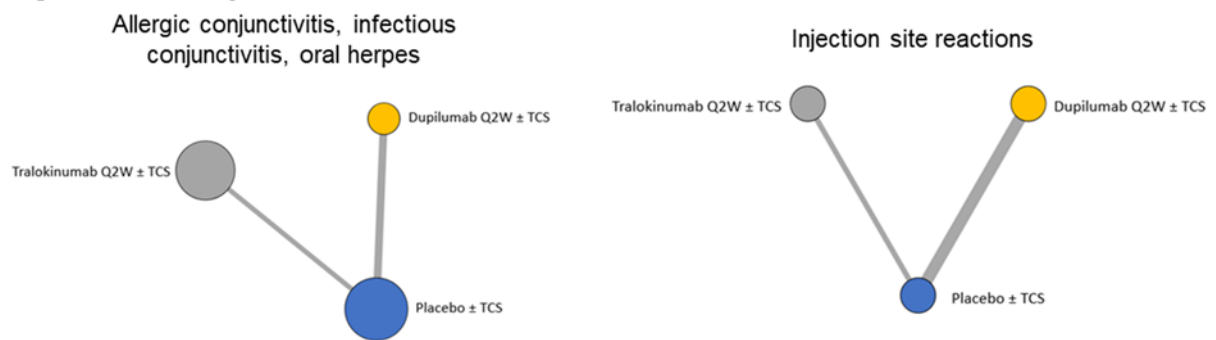 Allergic conjunctivitis, infectious
conjunctivitis, oral herpes
Dupilumab Q2W ± TCS
Tralokinumab Q2W ± TCS
Placebo ± TCS
Injection site reactions
Tralokinumab Q2W ± TCS
Dupilumab Q2W ± TCS
Placebo ± TCS